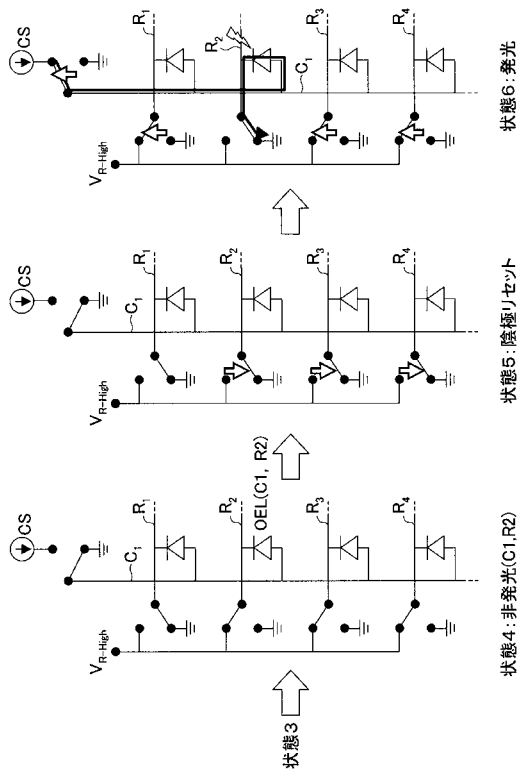 状態3
V_R-High
CS
C₁
R₁
R₂
OEL(C1, R2)
R₃
R₄
状態4:非発光(C1,R2)
V_R-High
CS
C₁
R₁
R₂
R₃
R₄
状態5:陰極リセット
V_R-High
CS
R₁
R₂
C₁
R₃
R₄
状態6:発光